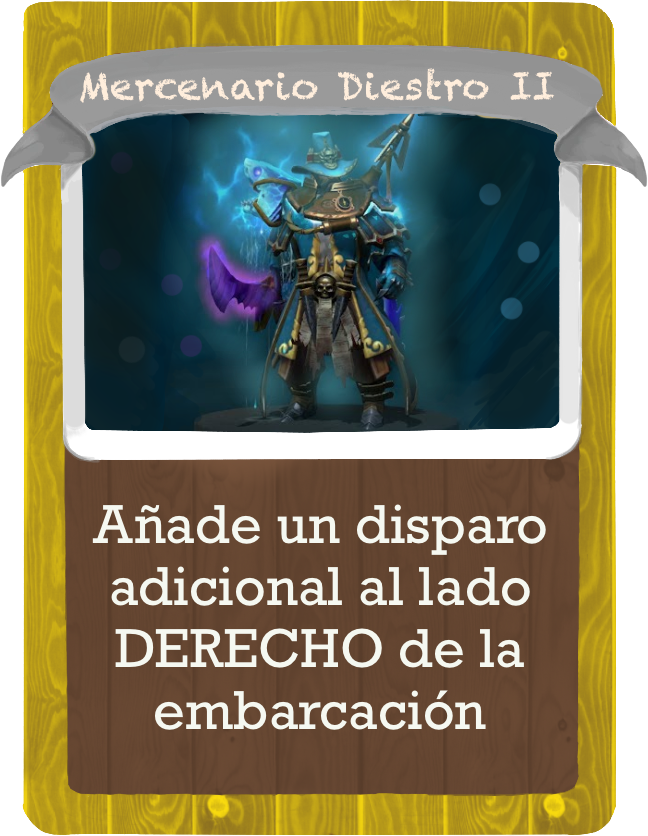 Mercenario Diestro II
Añade un disparo
adicional al lado
DERECHO de la
embarcación